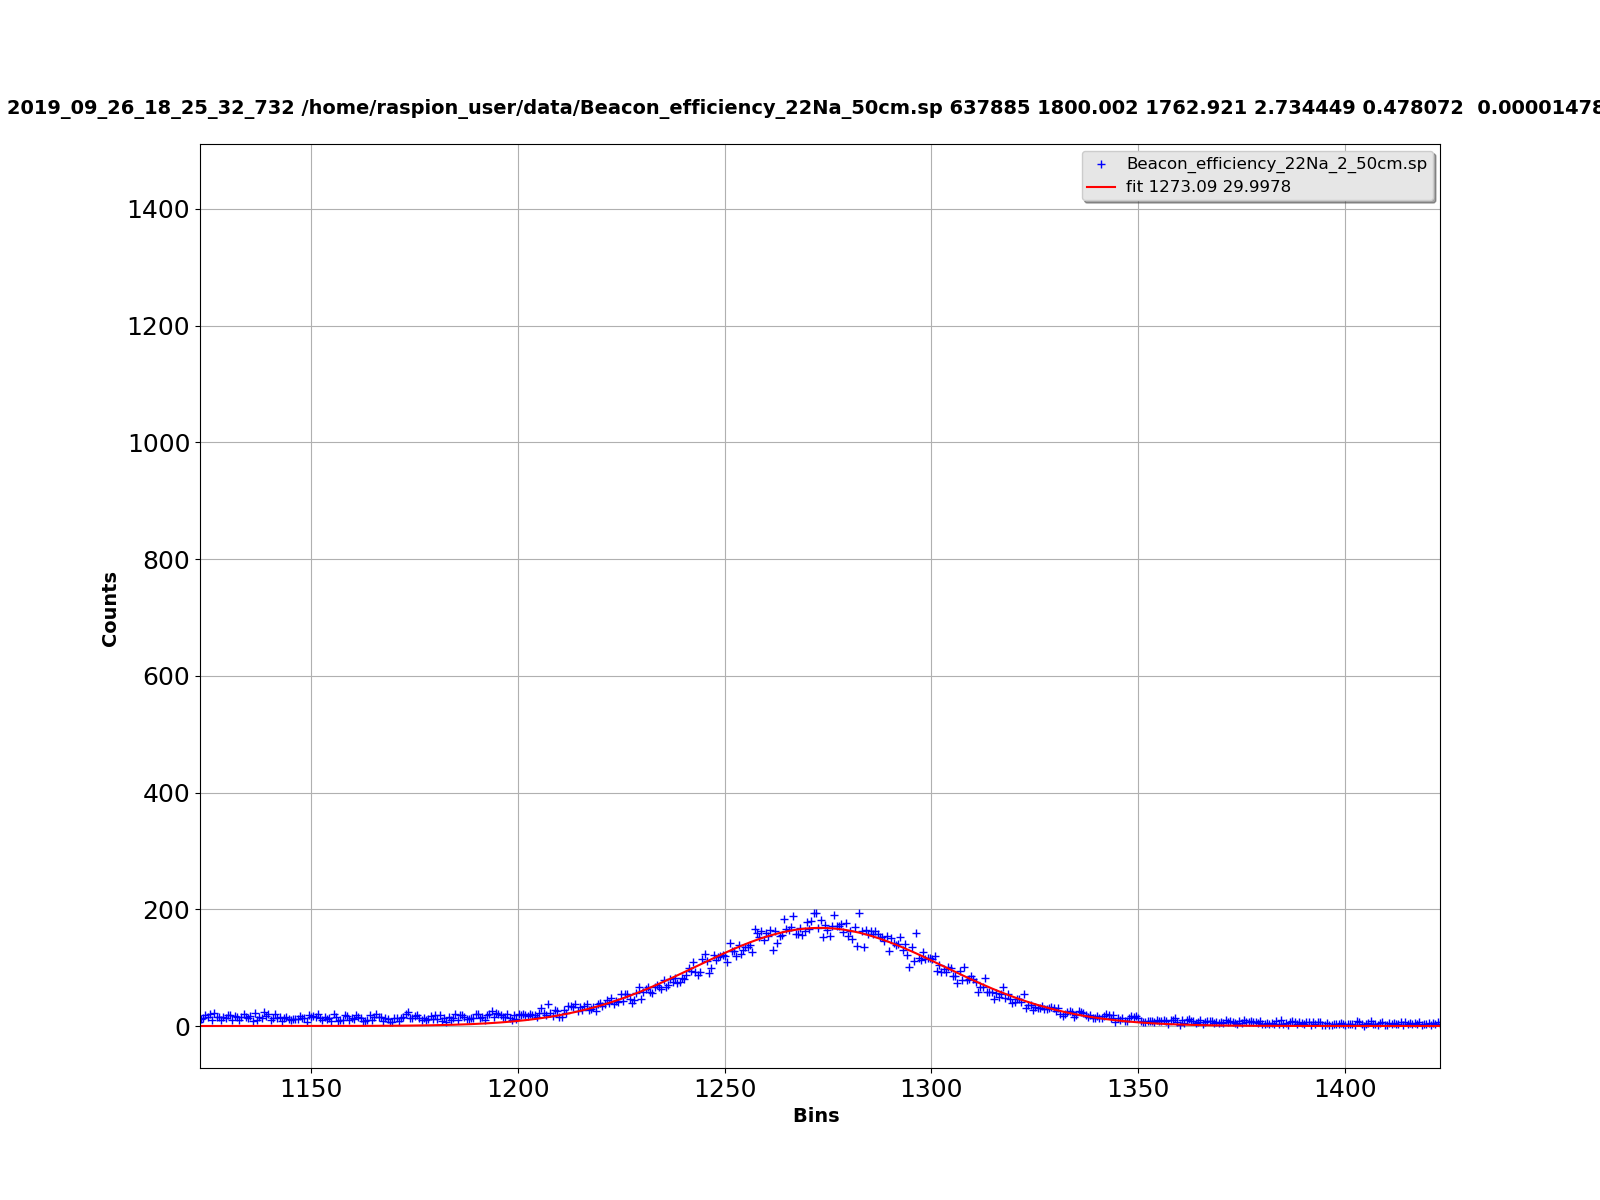 2019_09_26_18_25_32_732 /home/raspion_user/data/Beacon_efficiency_22Na_50cm.sp 637885 1800.002 1762.921 2.734449 0.478072 0.00001478
Beacon_efficiency_22Na_2_50cm.sp
fit 1273.09 29.9978
1400
1200
1000
800
600
400
200
0
Counts
1150 1200 1250 1300 1350 1400
Bins